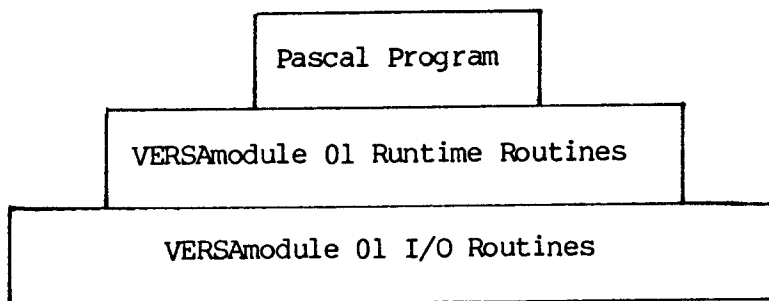 Pascal Program
VERSAmodule 01 Runtime Routines
VERSAmodule 01 I/O Routines